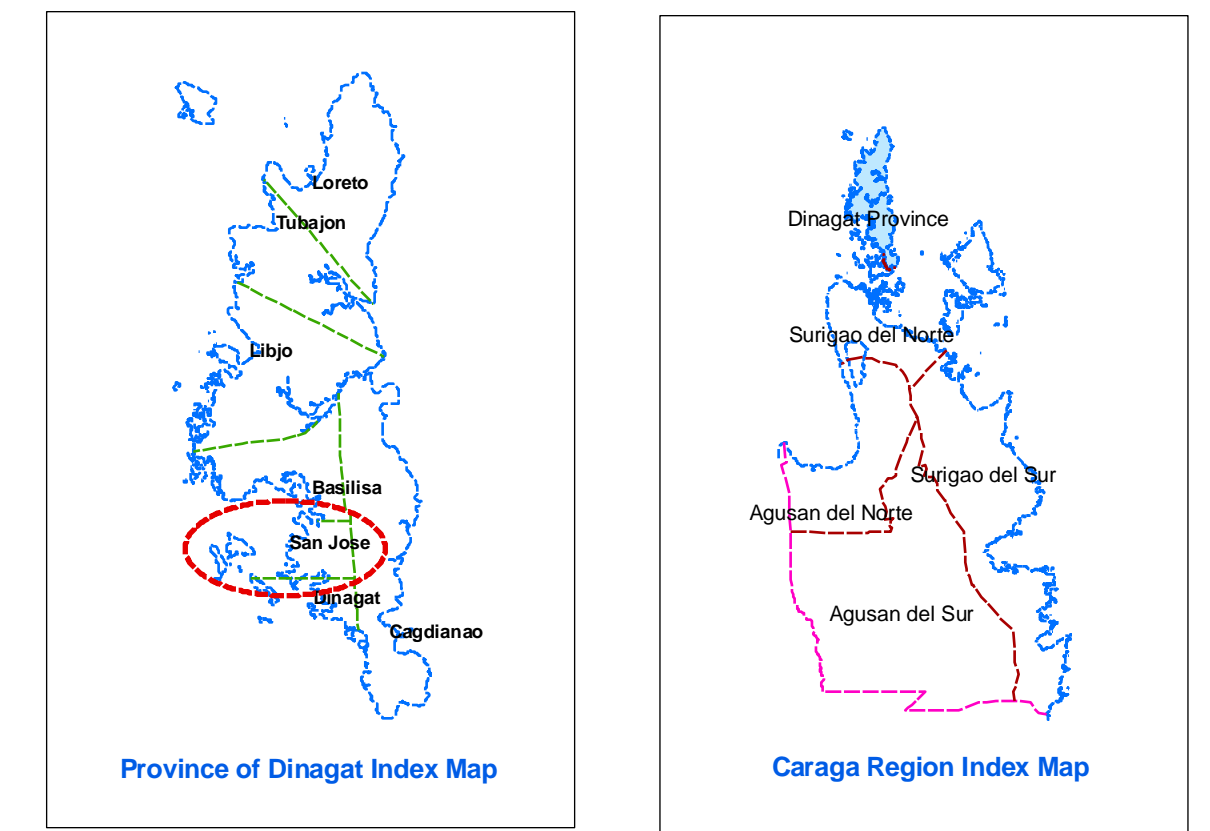 Loreto
Tubajon
Libjo
Basilisa
San Jose
Dinagat
Cagdianao
Province of Dinagat Index Map
Dinagat Province
Surigao del Norte
Surigao del Sur
Agusan del Norte
Agusan del Sur
Caraga Region Index Map